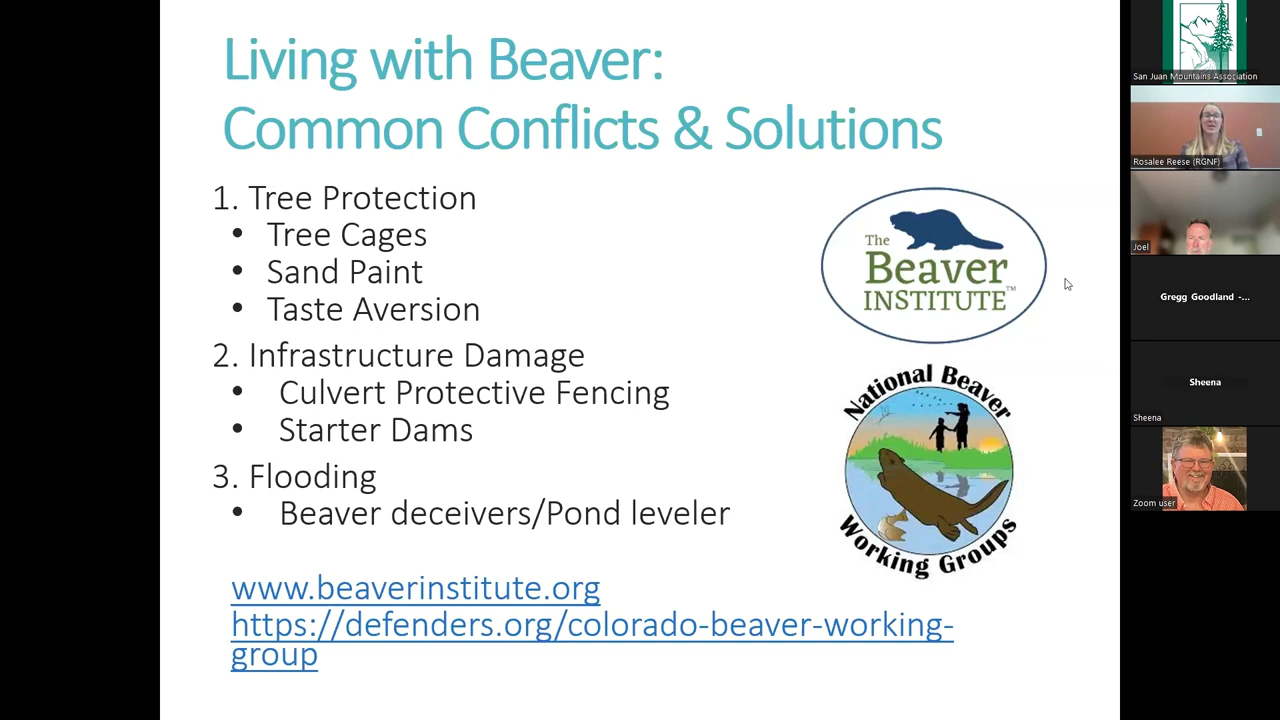 Living with Beaver:
Common Conflicts & Solutions
1. Tree Protection
• Tree Cages
• Sand Paint
• Taste Aversion
2. Infrastructure Damage
• Culvert Protective Fencing
• Starter Dams
3. Flooding
• Beaver deceivers/Pond leveler
www.beaverinstitute.org
https://defenders.org/colorado-beaver-working-
group
The
Beaver
INSTITUTE™
National Beaver
Working Groups
San Juan Mountains Association
Rosalee Reese (RGNF)
Joel
Gregg Goodland -...
Sheena
Sheena
Zoom user